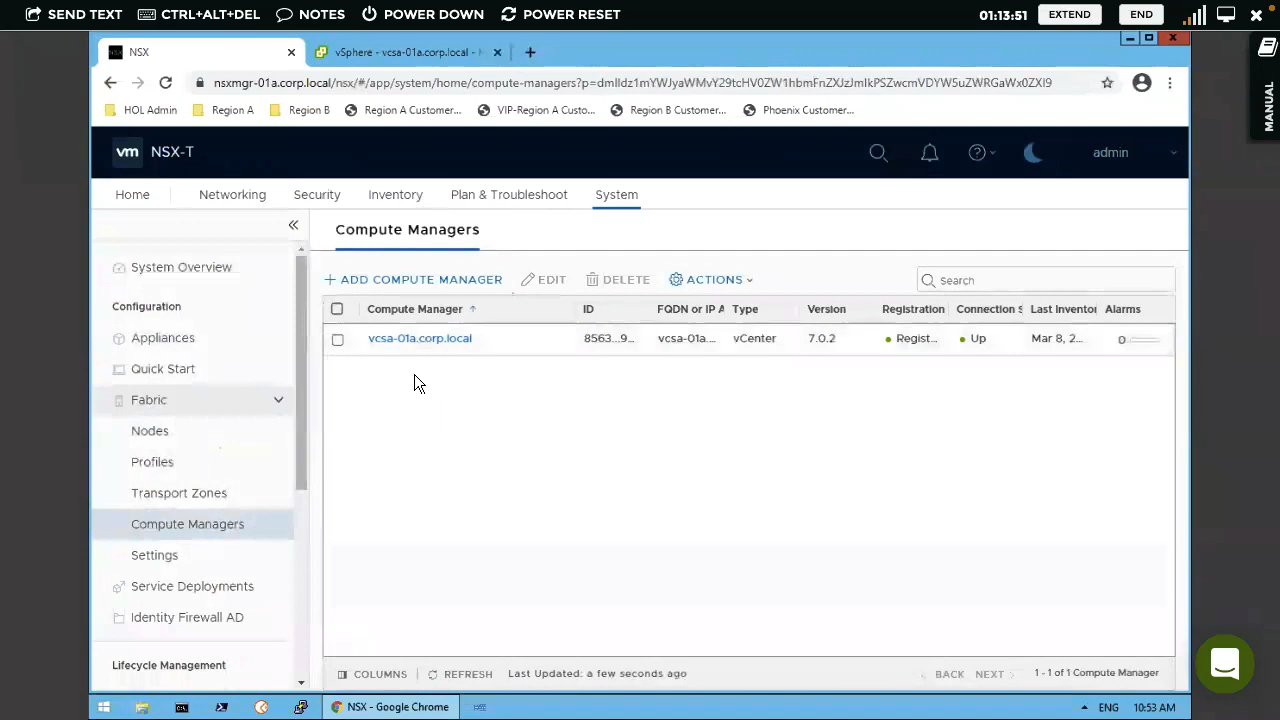 SEND TEXT CTRL+ALT+DEL NOTES POWER DOWN POWER RESET 01:13:51 EXTEND END
MANUAL
NSX vSphere - vcsa-01a.corp.local -
nsxmgr-01a.corp.local/nsx/#/app/system/home/compute-managers?p=
HOL Admin Region A Region B Region A Customer... VIP-Region A Custo... Region B Customer... Phoenix Customer...
vm NSX-T admin
Home Networking Security Inventory Plan & Troubleshoot System
Compute Managers
System Overview
Configuration
Appliances
Quick Start
Fabric
Nodes
Profiles
Transport Zones
Compute Managers
Settings
Service Deployments
Identity Firewall AD
Lifecycle Management
+ ADD COMPUTE MANAGER EDIT DELETE ACTIONS Search
Compute Manager ID FQDN or IP A Type Version Registration Connection S Last Inventor Alarms
vcsa-01a.corp.local 8563...9... vcsa-01a.... vCenter 7.0.2 Regist... Up Mar 8, 2... 0
COLUMNS REFRESH Last Updated: a few seconds ago BACK NEXT 1 - 1 of 1 Compute Manager
NSX - Google Chrome ENG 10:53 AM